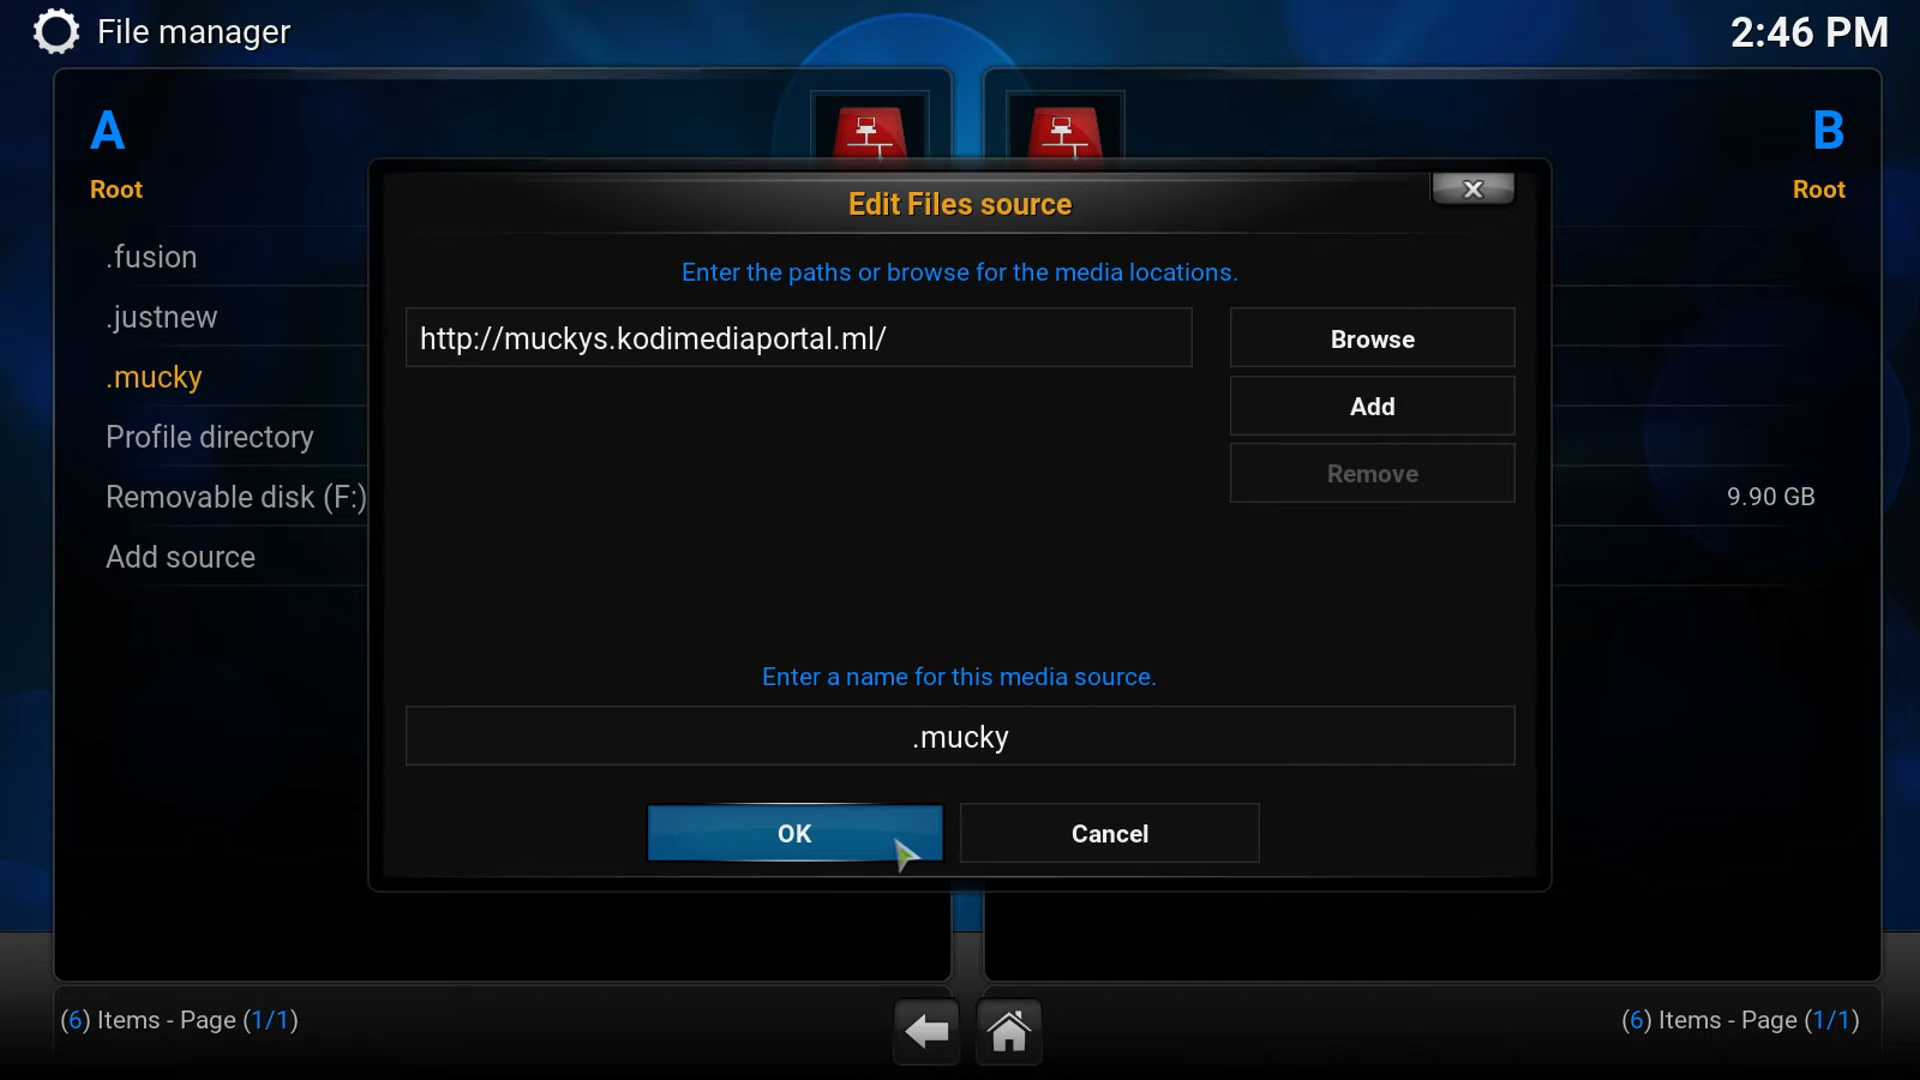 File manager
2:46 PM
A
B
Root
Root
.fusion
.justnew
.mucky
Profile directory
Removable disk (F:)
9.90 GB
Add source
Edit Files source
x
Enter the paths or browse for the media locations.
http://muckys.kodimediaportal.ml/
Browse
Add
Remove
Enter a name for this media source.
.mucky
OK
Cancel
(6) Items - Page (1/1)
(6) Items - Page (1/1)